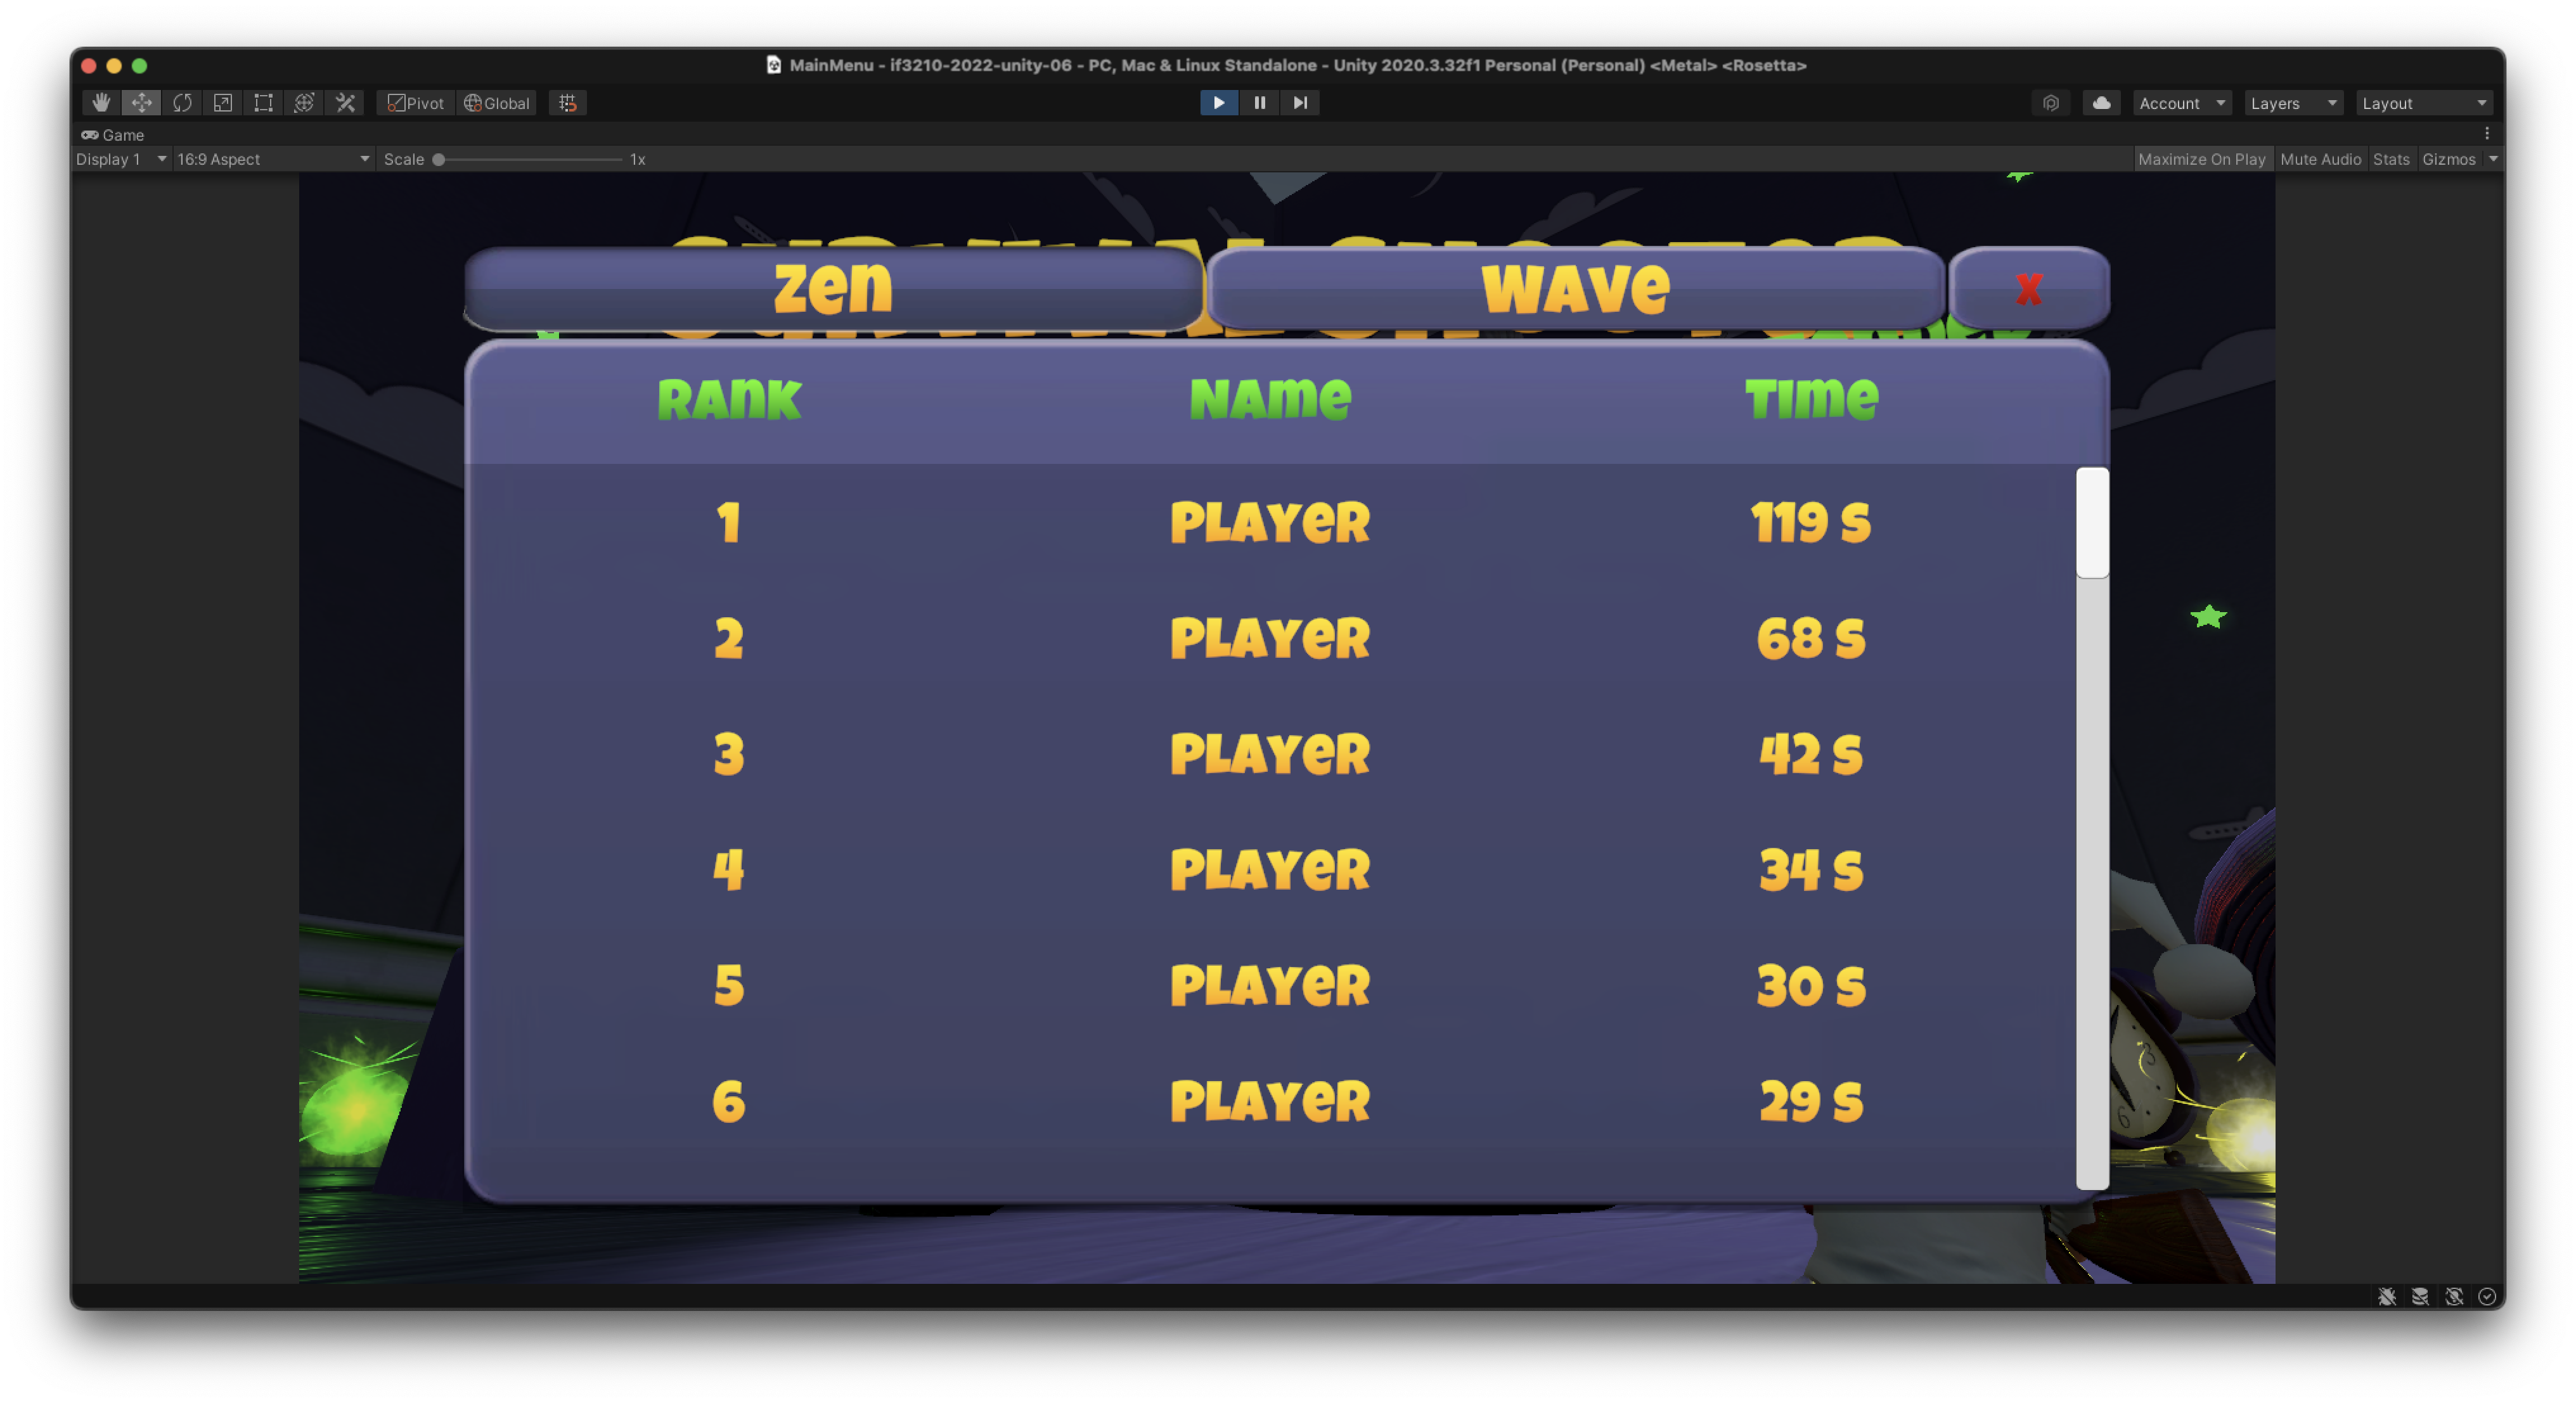 MainMenu - if3210-2022-unity-06 - PC, Mac & Linux Standalone - Unity 2020.3.32f1 Personal (Personal) <Metal> <Rosetta>
Pivot Global Account Layers Layout
Game
Display 1 16:9 Aspect Scale 1x Maximize On Play Mute Audio Stats Gizmos
Zen WAVE X
RANK NAME TIME
1 PLAYER 119 S
2 PLAYER 68 S
3 PLAYER 42 S
4 PLAYER 34 S
5 PLAYER 30 S
6 PLAYER 29 S